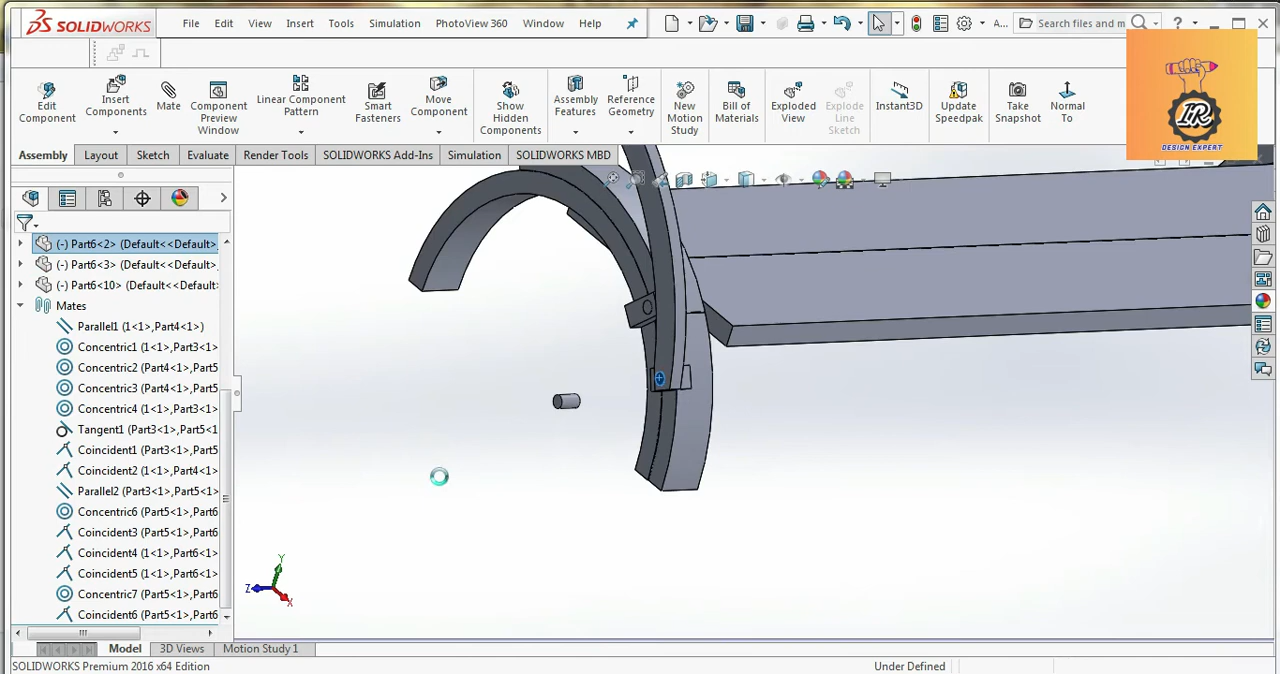 SOLIDWORKS File Edit View Insert Tools Simulation PhotoView 360 Window Help A... Search files and m ?
Edit Component
Insert Components
Mate
Component Preview Window
Linear Component Pattern
Smart Fasteners
Move Component
Show Hidden Components
Assembly Features
Reference Geometry
New Motion Study
Bill of Materials
Exploded View
Explode Line Sketch
Instant3D
Update Speedpak
Take Snapshot
Normal To
IR
DESIGN EXPERT
Assembly Layout Sketch Evaluate Render Tools SOLIDWORKS Add-Ins Simulation SOLIDWORKS MBD
(-) Part6<2> (Default<<Default>
(-) Part6<3> (Default<<Default>
(-) Part6<10> (Default<<Default>
Mates
Parallel1 (1<1>,Part4<1>)
Concentric1 (1<1>,Part3<1>
Concentric2 (Part4<1>,Part5
Concentric3 (Part4<1>,Part5
Concentric4 (1<1>,Part3<1>
Tangent1 (Part3<1>,Part5<1
Coincident1 (Part3<1>,Part5
Coincident2 (1<1>,Part4<1>
Parallel2 (Part3<1>,Part5<1>
Concentric6 (Part5<1>,Part6
Coincident3 (Part5<1>,Part6
Coincident4 (1<1>,Part6<1>
Coincident5 (1<1>,Part6<1>
Concentric7 (Part5<1>,Part6
Coincident6 (Part5<1>,Part6
Y
Z
X
Model 3D Views Motion Study 1
SOLIDWORKS Premium 2016 x64 Edition Under Defined